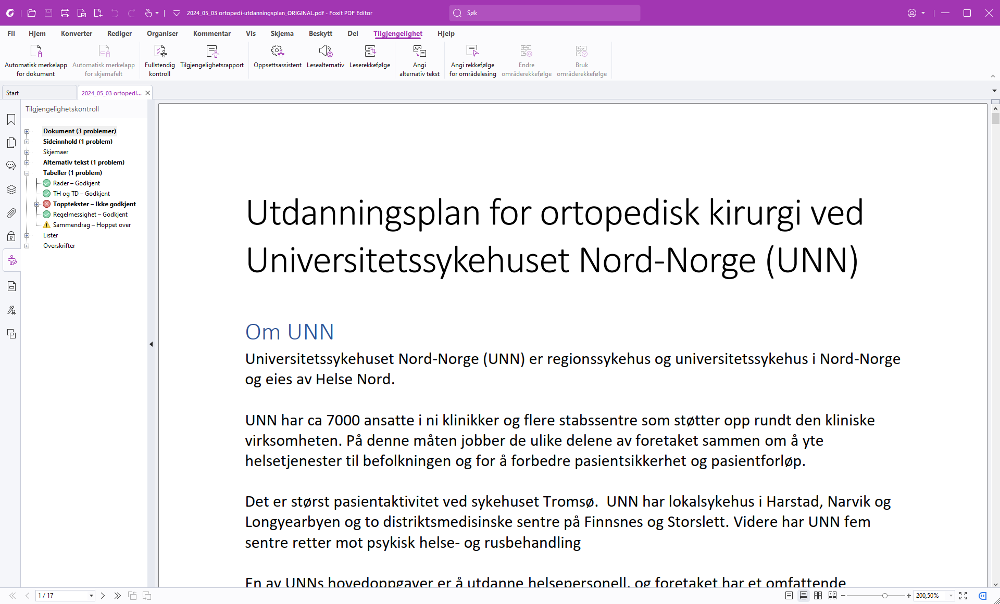 2024_05_03 ortopedi-utdanningsplan_ORIGINAL.pdf - Foxit PDF Editor
Søk
Fil Hjem Konverter Rediger Organiser Kommentar Vis Skjema Beskytt Del Tilgjengelighet Hjelp
Automatisk merkelapp for dokument
Automatisk merkelapp for skjemafelt
Fullstendig kontroll
Tilgjengelighetsrapport
Oppsettsassistent
Lesealternativ
Leserekkefølge
Angi alternativ tekst
Angi rekkefølge for områdelesing
Endre områderekkefølge
Bruk områderekkefølge
Start
2024_05_03 ortopedi...
Tilgjengelighetskontroll
Dokument (3 problemer)
Sideinnhold (1 problem)
Skjemaer
Alternativ tekst (1 problem)
Tabeller (1 problem)
Rader – Godkjent
TH og TD – Godkjent
Topptekster – Ikke godkjent
Regelmessighet – Godkjent
Sammendrag – Hoppet over
Lister
Overskrifter
Utdanningsplan for ortopedisk kirurgi ved
Universitetssykehuset Nord-Norge (UNN)
Om UNN
Universitetssykehuset Nord-Norge (UNN) er regionssykehus og universitetssykehus i Nord-Norge
og eies av Helse Nord.
UNN har ca 7000 ansatte i ni klinikker og flere stabssentre som støtter opp rundt den kliniske
virksomheten. På denne måten jobber de ulike delene av foretaket sammen om å yte
helsetjenester til befolkningen og for å forbedre pasientsikkerhet og pasientforløp.
Det er størst pasientaktivitet ved sykehuset Tromsø.  UNN har lokalsykehus i Harstad, Narvik og
Longyearbyen og to distriktsmedisinske sentre på Finnsnes og Storslett. Videre har UNN fem
sentre retter mot psykisk helse- og rusbehandling
En av UNNs hovedoppgaver er å utdanne helsepersonell, og foretaket har et omfattende
1 / 17
200,50%